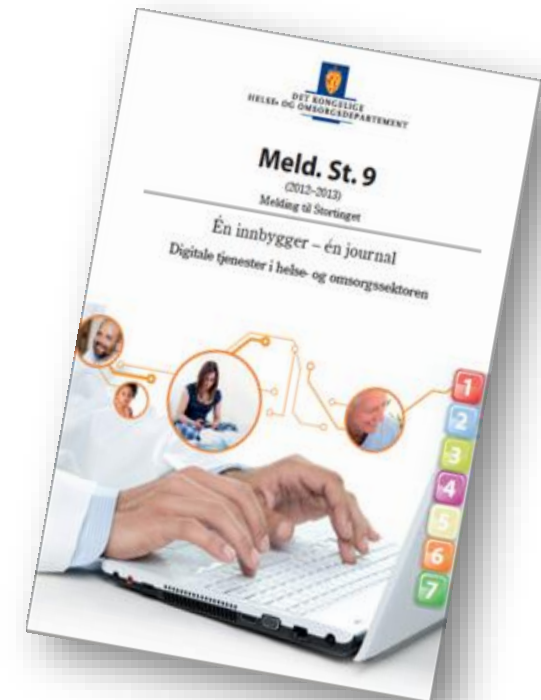 DET KONGELIGE
HELSE- OG OMSORGSDEPARTEMENT
Meld. St. 9
(2012–2013)
Melding til Stortinget
Én innbygger – én journal
Digitale tjenester i helse- og omsorgssektoren
1
2
3
4
5
6
7